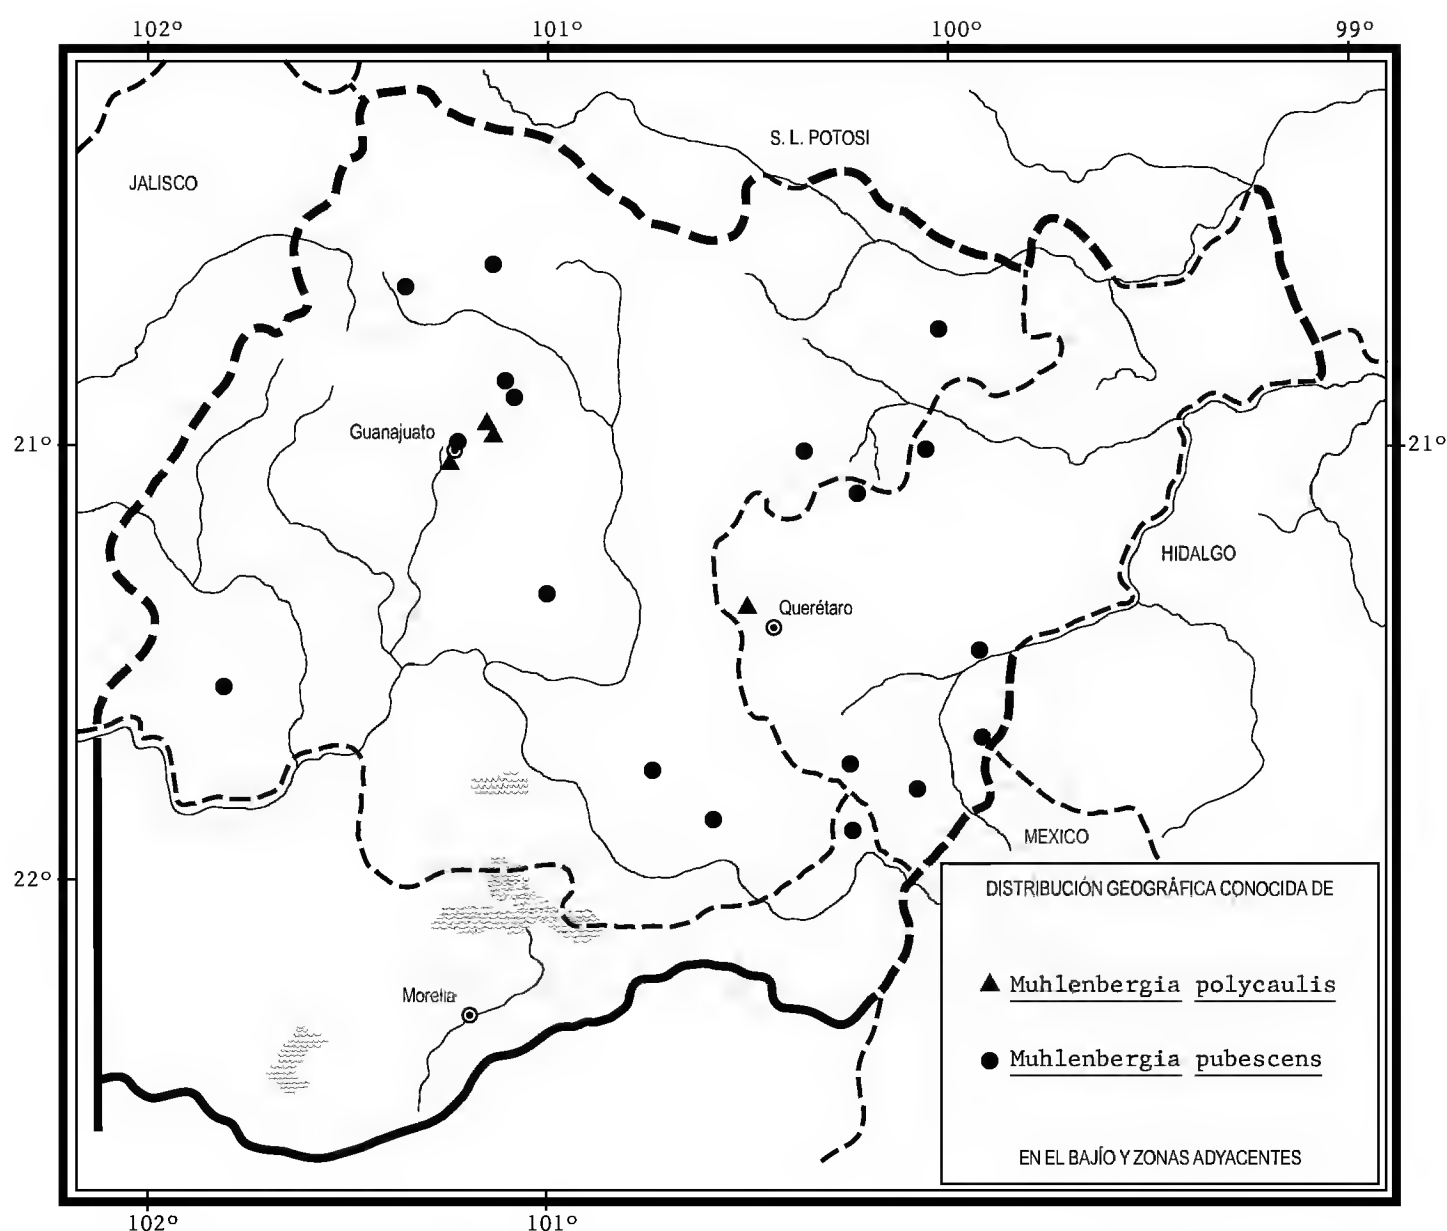 102º 101º 100º 99º
S. L. POTOSI
JALISCO
Guanajuato
21º 21º
HIDALGO
Querétaro
MEXICO
22º
DISTRIBUCIÓN GEOGRÁFICA CONOCIDA DE
Morelia
Muhlenbergia polycaulis
Muhlenbergia pubescens
EN EL BAJÍO Y ZONAS ADYACENTES
102º 101º